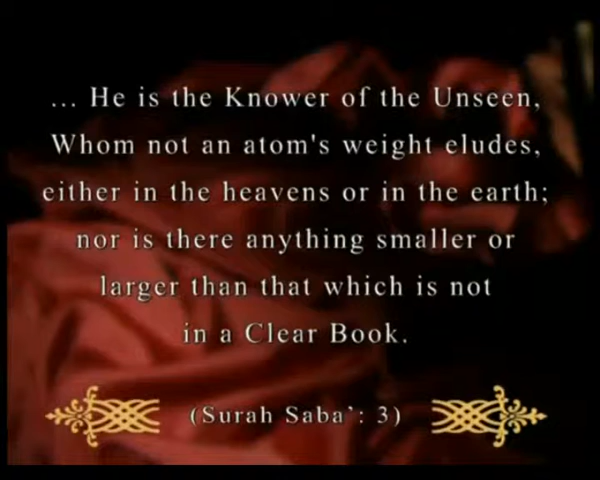 ... He is the Knower of the Unseen,
Whom not an atom's weight eludes,
either in the heavens or in the earth;
nor is there anything smaller or
larger than that which is not
in a Clear Book.
(Surah Saba’: 3)